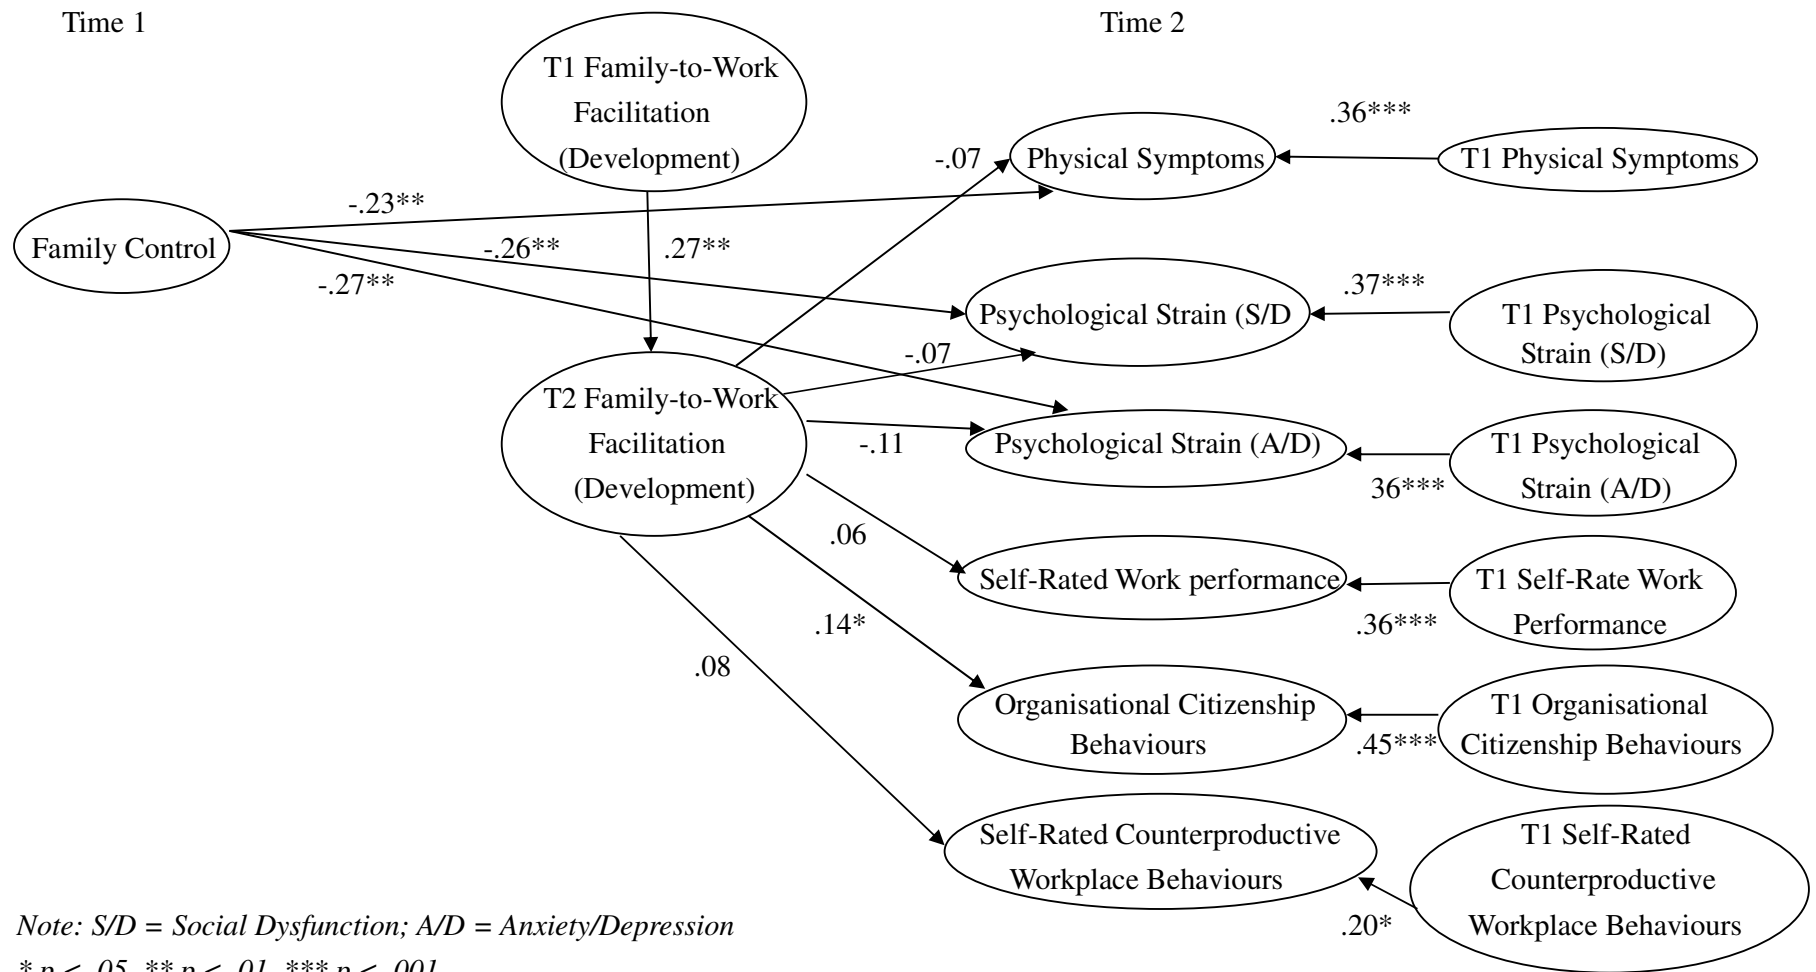 Time 1
Time 2
T1 Family-to-Work
Facilitation
(Development)
.36***
-.07
Physical Symptoms
T1 Physical Symptoms
-.23**
Family Control
-.26**
.27**
-.27**
.37***
Psychological Strain (S/D
T1 Psychological
Strain (S/D)
-.07
T2 Family-to-Work
Facilitation
(Development)
-.11
Psychological Strain (A/D)
T1 Psychological
Strain (A/D)
36***
.06
Self-Rated Work performance
T1 Self-Rate Work
Performance
.36***
.14*
.08
Organisational Citizenship
Behaviours
T1 Organisational
Citizenship Behaviours
.45***
Self-Rated Counterproductive
Workplace Behaviours
T1 Self-Rated
Counterproductive
Workplace Behaviours
.20*
Note: S/D = Social Dysfunction; A/D = Anxiety/Depression
* p < .05, ** p < .01, *** p < .001